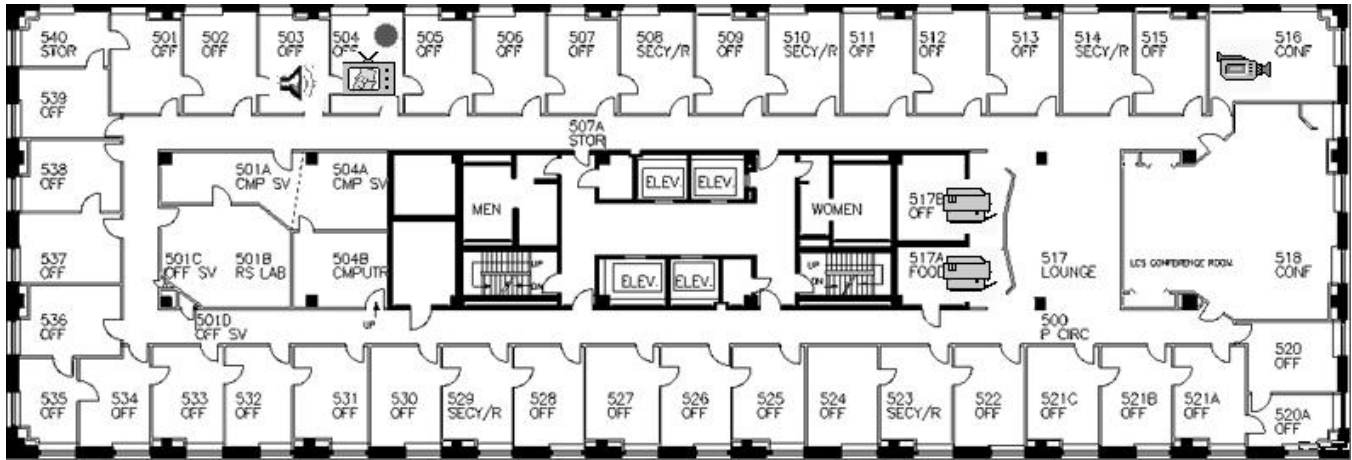 540
STOR
501
OFF
502
OFF
503
OFF
504
OFF
505
OFF
506
OFF
507
OFF
508
SECY/R
509
OFF
510
SECY/R
511
OFF
512
OFF
513
OFF
514
SECY/R
515
OFF
516
CONF
539
OFF
538
OFF
537
OFF
536
OFF
507A
STOR
501A
CMP SV
504A
CMP SV
501C
OFF SV
501B
RS LAB
504B
CMPUTR
501D
OFF SV
UP
MEN
UP
DN
ELEV.
ELEV.
ELEV.
ELEV.
WOMEN
UP
DN
517B
OFF
517A
FOOD
517
LOUNGE
LCS CONFERENCE ROOM
518
CONF
500
P CIRC
520
OFF
520A
OFF
535
OFF
534
OFF
533
OFF
532
OFF
531
OFF
530
OFF
529
SECY/R
528
OFF
527
OFF
526
OFF
525
OFF
524
OFF
523
SECY/R
522
OFF
521C
OFF
521B
OFF
521A
OFF